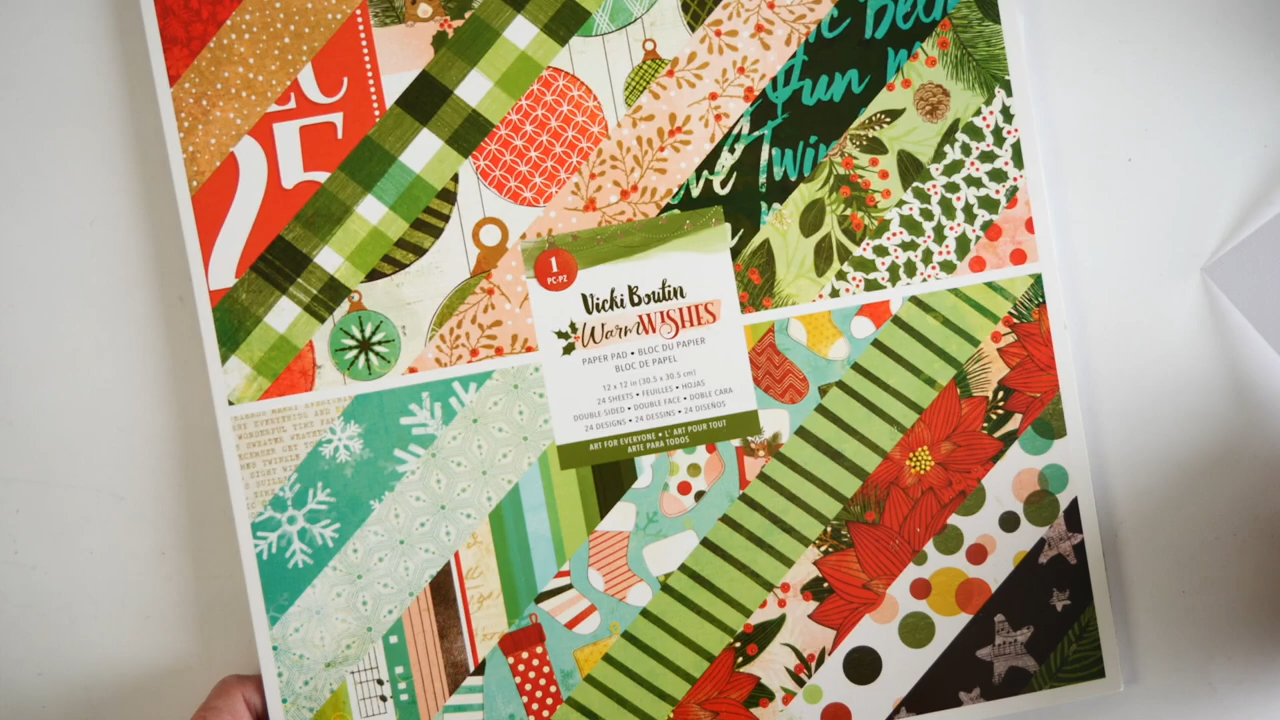 25
fun
1
PC•PZ
Vicki Boutin
Warm WISHES
PAPER PAD • BLOC DU PAPIER
BLOC DE PAPEL
12 x 12 in (30.5 x 30.5 cm)
24 SHEETS • FEUILLES • HOJAS
DOUBLE-SIDED • DOUBLE FACE • DOBLE CARA
24 DESIGNS • 24 DESSINS • 24 DISEÑOS
ART FOR EVERYONE • L' ART POUR TOUT
ARTE PARA TODOS